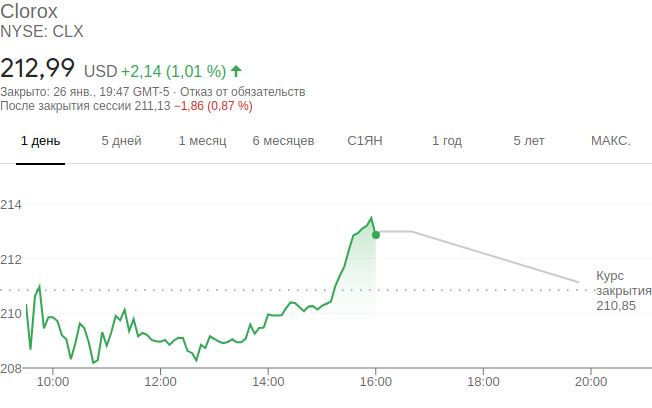 Clorox
NYSE: CLX
212,99 USD +2,14 (1,01 %)
Закрыто: 26 янв., 19:47 GMT-5 · Отказ от обязательств
После закрытия сессии 211,13 −1,86 (0,87 %)
1 день 5 дней 1 месяц 6 месяцев С1ЯН 1 год 5 лет МАКС.
214
212
Курс
закрытия
210,85
210
208
10:00 12:00 14:00 16:00 18:00 20:00